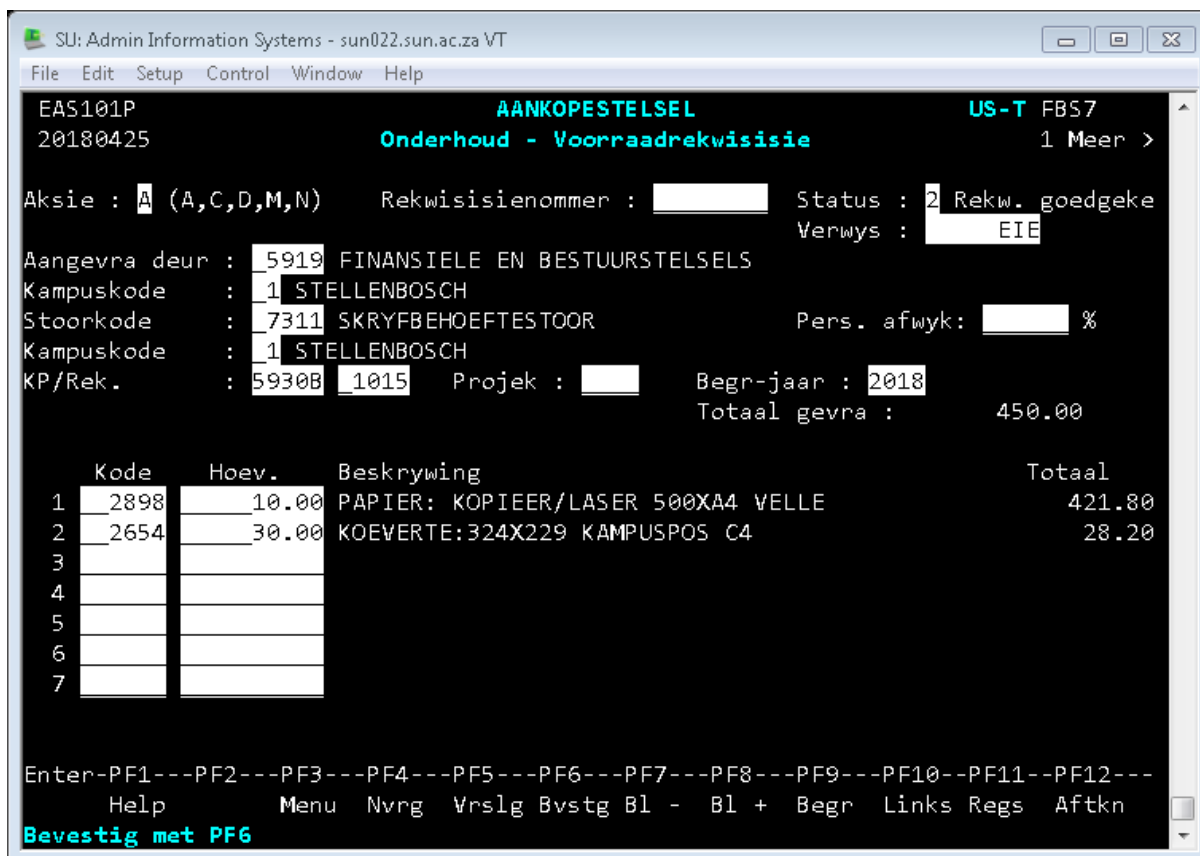 SU: Admin Information Systems - sun022.sun.ac.za VT
File Edit Setup Control Window Help
EAS101P AANKOPESTELSEL US-T FBS7
20180425 Onderhoud - Voorraadrekwisisie 1 Meer >
Aksie : A (A,C,D,M,N) Rekwisisienommer : Status : 2 Rekw. goedgeke
Verwys : EIE
Aangevra deur : _5919 FINANSIELE EN BESTUURSTELSELS
Kampuskode : _1 STELLENBOSCH
Stoorkode : _7311 SKRYFBEHOEFTESTOOR Pers. afwyk: ______ %
Kampuskode : _1 STELLENBOSCH
KP/Rek. : 5930B _1015 Projek : ____ Begr-jaar : 2018
Totaal gevra : 450.00
Kode Hoev. Beskrywing Totaal
1 __2898 _____10.00 PAPIER: KOPIEER/LASER 500XA4 VELLE 421.80
2 __2654 _____30.00 KOEVERTE:324X229 KAMPUSPOS C4 28.20
3
4
5
6
7
Enter-PF1---PF2---PF3---PF4---PF5---PF6---PF7---PF8---PF9---PF10--PF11--PF12---
Help Menu Nvrg Vrslg Bvstg Bl - Bl + Begr Links Regs Aftkn
Bevestig met PF6